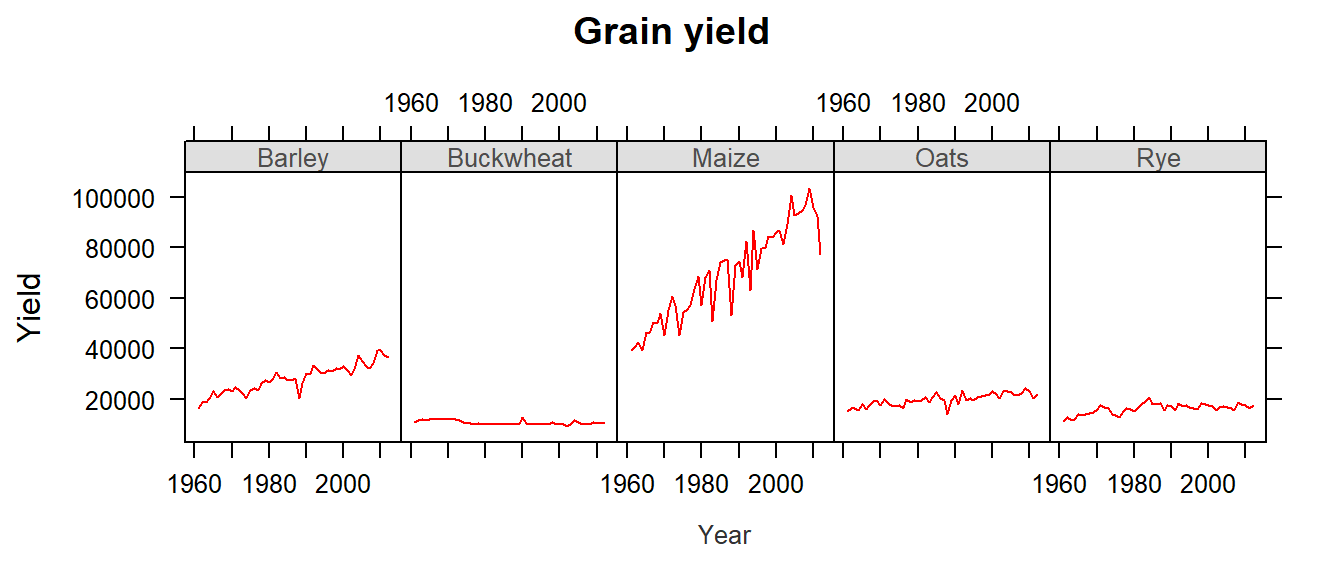 Grain yield
1960 1980 2000 1960 1980 2000
Barley Buckwheat Maize Oats Rye
100000
80000
60000
40000
20000
Yield
1960 1980 2000 1960 1980 2000 1960 1980 2000
Year